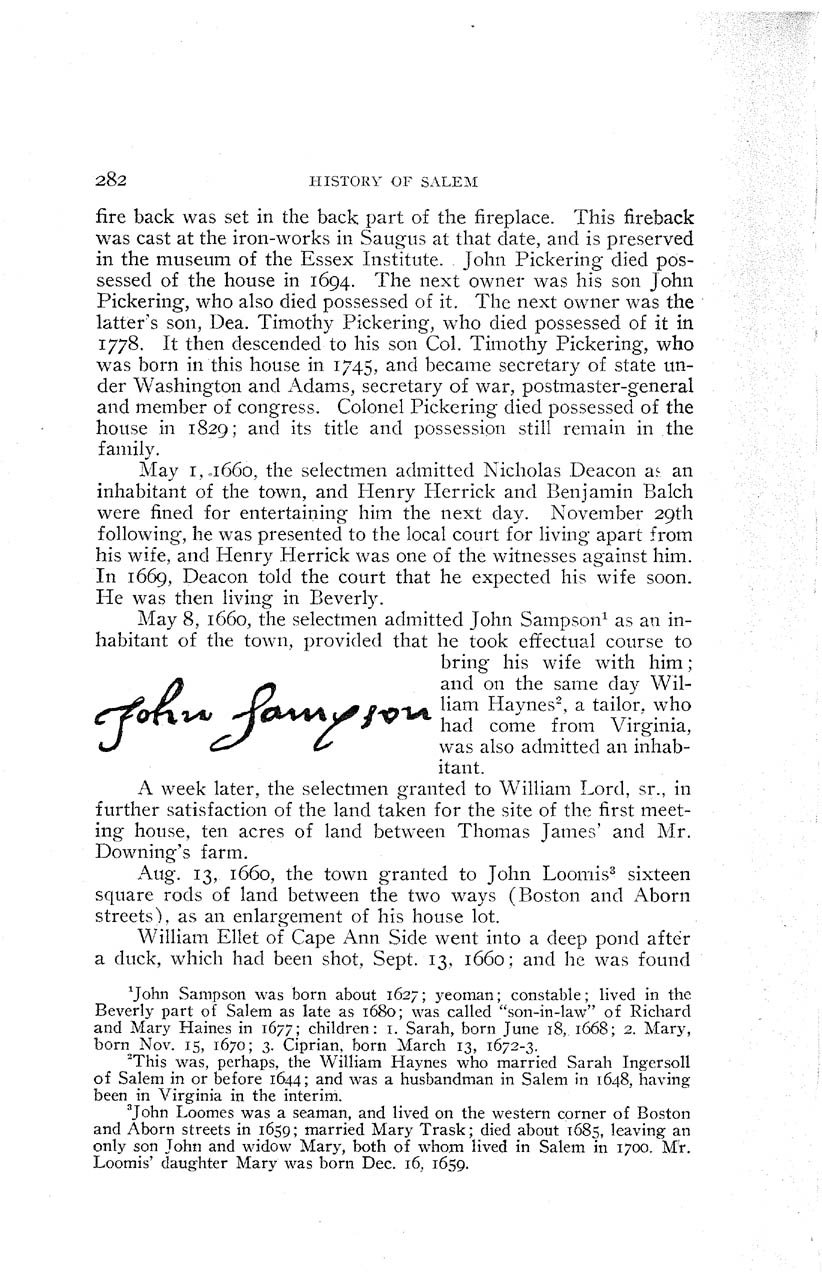 282 HISTORY OF SALEM
fire back was set in the back part of the fireplace. This fireback
was cast at the iron-works in Saugus at that date, and is preserved
in the museum of the Essex Institute. John Pickering died pos-
sessed of the house in 1694. The next owner was his son John
Pickering, who also died possessed of it. The next owner was the
latter's son, Dea. Timothy Pickering, who died possessed of it in
1778. It then descended to his son Col. Timothy Pickering, who
was born in this house in 1745, and became secretary of state un-
der Washington and Adams, secretary of war, postmaster-general
and member of congress. Colonel Pickering died possessed of the
house in 1829; and its title and possession still remain in the
family.
May 1, 1660, the selectmen admitted Nicholas Deacon as an
inhabitant of the town, and Henry Herrick and Benjamin Balch
were fined for entertaining him the next day. November 29th
following, he was presented to the local court for living apart from
his wife, and Henry Herrick was one of the witnesses against him.
In 1669, Deacon told the court that he expected his wife soon.
He was then living in Beverly.
May 8, 1660, the selectmen admitted John Sampson¹ as an in-
habitant of the town, provided that he took effectual course to
bring his wife with him;
and on the same day Wil-
liam Haynes², a tailor, who
had come from Virginia,
was also admitted an inhab-
itant.
John Sampson
A week later, the selectmen granted to William Lord, sr., in
further satisfaction of the land taken for the site of the first meet-
ing house, ten acres of land between Thomas James' and Mr.
Downing's farm.
Aug. 13, 1660, the town granted to John Loomis³ sixteen
square rods of land between the two ways (Boston and Aborn
streets), as an enlargement of his house lot.
William Ellet of Cape Ann Side went into a deep pond after
a duck, which had been shot, Sept. 13, 1660; and he was found
¹John Sampson was born about 1627; yeoman; constable; lived in the
Beverly part of Salem as late as 1680; was called "son-in-law" of Richard
and Mary Haines in 1677; children: 1. Sarah, born June 18, 1668; 2. Mary,
born Nov. 15, 1670; 3. Ciprian, born March 13, 1672-3.
²This was, perhaps, the William Haynes who married Sarah Ingersoll
of Salem in or before 1644; and was a husbandman in Salem in 1648, having
been in Virginia in the interim.
³John Loomes was a seaman, and lived on the western corner of Boston
and Aborn streets in 1659; married Mary Trask; died about 1685, leaving an
only son John and widow Mary, both of whom lived in Salem in 1700. Mr.
Loomis' daughter Mary was born Dec. 16, 1659.